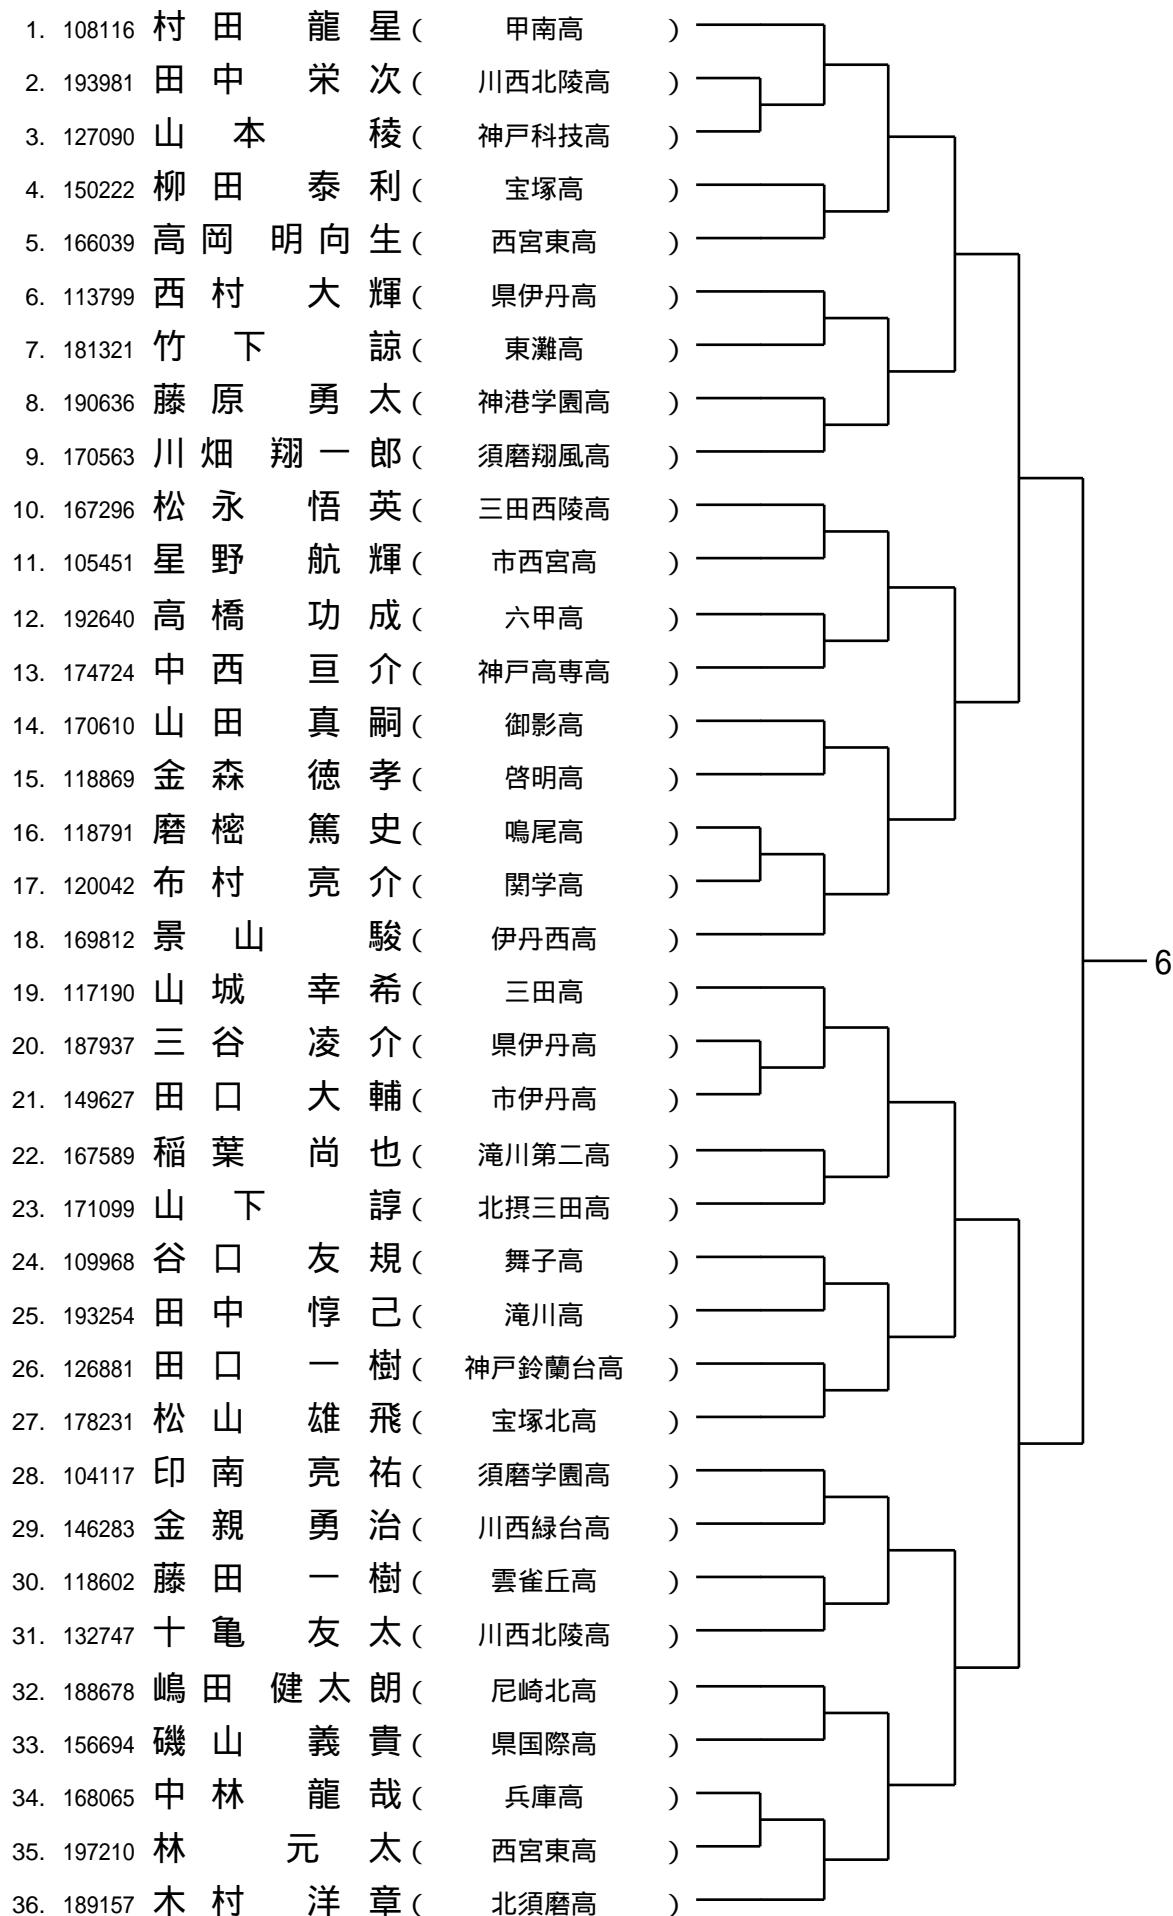 1. 108116 村田 龍星 ( 甲南高 )
2. 193981 田中 栄次 ( 川西北陵高 )
3. 127090 山本 稜 ( 神戸科技高 )
4. 150222 柳田 泰利 ( 宝塚高 )
5. 166039 高岡 明向生 ( 西宮東高 )
6. 113799 西村 大輝 ( 県伊丹高 )
7. 181321 竹下 諒 ( 東灘高 )
8. 190636 藤原 勇太 ( 神港学園高 )
9. 170563 川畑 翔一郎 ( 須磨翔風高 )
10. 167296 松永 悟英 ( 三田西陵高 )
11. 105451 星野 航輝 ( 市西宮高 )
12. 192640 高橋 功成 ( 六甲高 )
13. 174724 中西 亘介 ( 神戸高専高 )
14. 170610 山田 真嗣 ( 御影高 )
15. 118869 金森 徳孝 ( 啓明高 )
16. 118791 磨樒 篤史 ( 鳴尾高 )
17. 120042 布村 亮介 ( 関学高 )
18. 169812 景山 駿 ( 伊丹西高 )
6
19. 117190 山城 幸希 ( 三田高 )
20. 187937 三谷 凌介 ( 県伊丹高 )
21. 149627 田口 大輔 ( 市伊丹高 )
22. 167589 稲葉 尚也 ( 滝川第二高 )
23. 171099 山下 諄 ( 北摂三田高 )
24. 109968 谷口 友規 ( 舞子高 )
25. 193254 田中 惇己 ( 滝川高 )
26. 126881 田口 一樹 ( 神戸鈴蘭台高 )
27. 178231 松山 雄飛 ( 宝塚北高 )
28. 104117 印南 亮祐 ( 須磨学園高 )
29. 146283 金親 勇治 ( 川西緑台高 )
30. 118602 藤田 一樹 ( 雲雀丘高 )
31. 132747 十亀 友太 ( 川西北陵高 )
32. 188678 嶋田 健太朗 ( 尼崎北高 )
33. 156694 磯山 義貴 ( 県国際高 )
34. 168065 中林 龍哉 ( 兵庫高 )
35. 197210 林 元太 ( 西宮東高 )
36. 189157 木村 洋章 ( 北須磨高 )